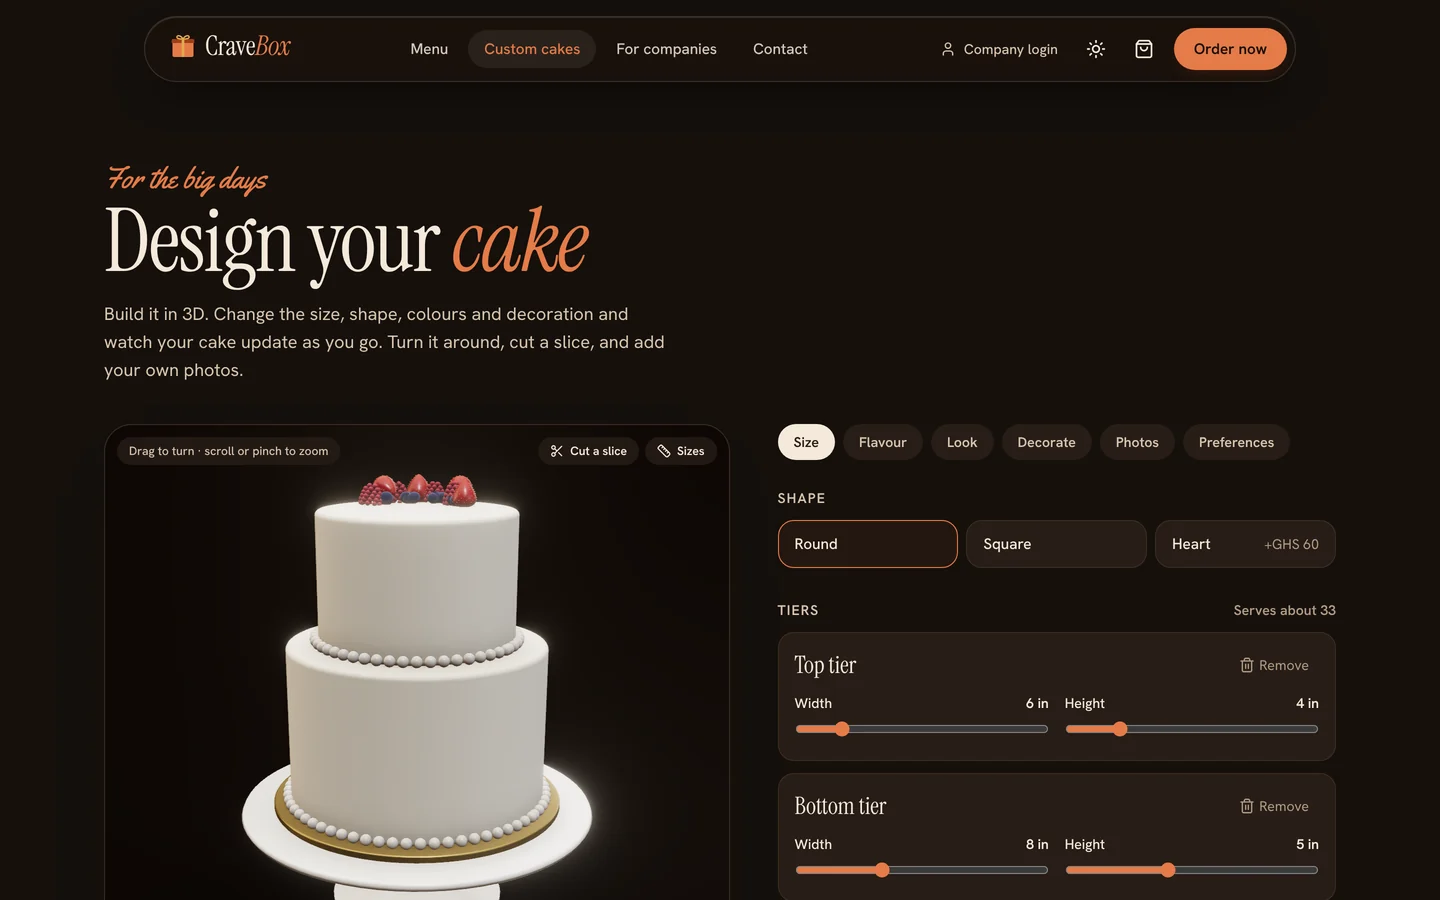 CraveBox
Menu
Custom cakes
For companies
Contact
Company login
Order now
For the big days
Design your cake
Build it in 3D. Change the size, shape, colours and decoration and
watch your cake update as you go. Turn it around, cut a slice, and add
your own photos.
Drag to turn · scroll or pinch to zoom
Cut a slice
Sizes
Size
Flavour
Look
Decorate
Photos
Preferences
SHAPE
Round
Square
Heart
+GHS 60
TIERS
Serves about 33
Top tier
Remove
Width
6 in
Height
4 in
Bottom tier
Remove
Width
8 in
Height
5 in